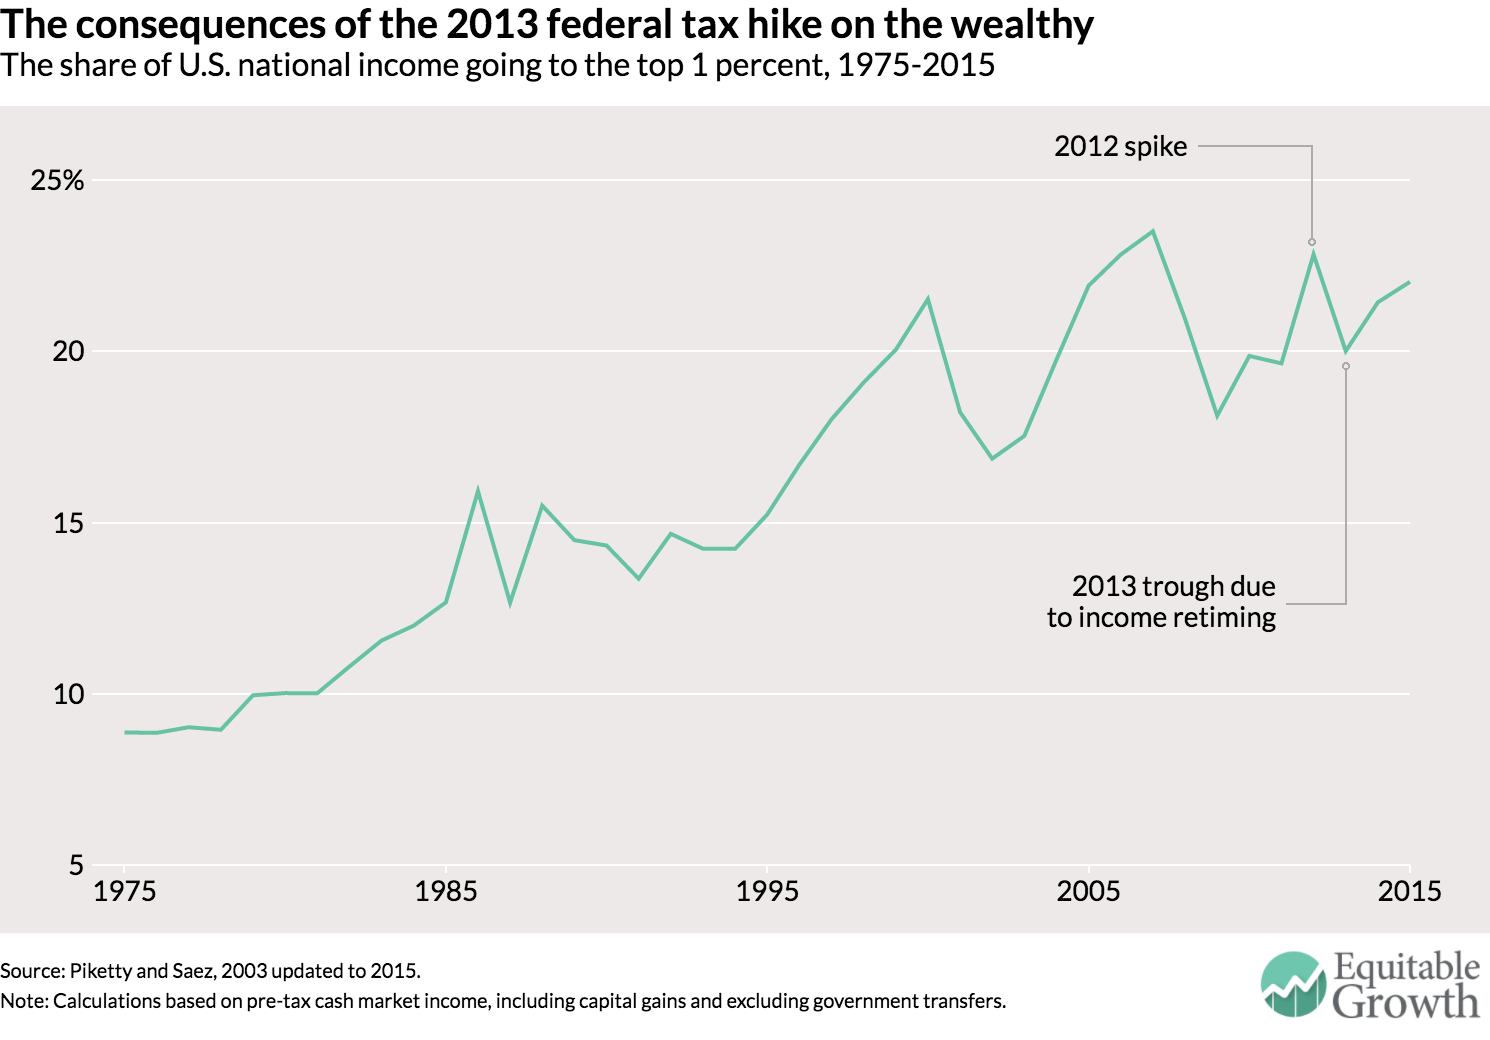 The consequences of the 2013 federal tax hike on the wealthy
The share of U.S. national income going to the top 1 percent, 1975-2015
2012 spike
25%
20
15
2013 trough due
to income retiming
10
5
1975 1985 1995 2005 2015
Source: Piketty and Saez, 2003 updated to 2015.
Note: Calculations based on pre-tax cash market income, including capital gains and excluding government transfers.
Equitable
Growth